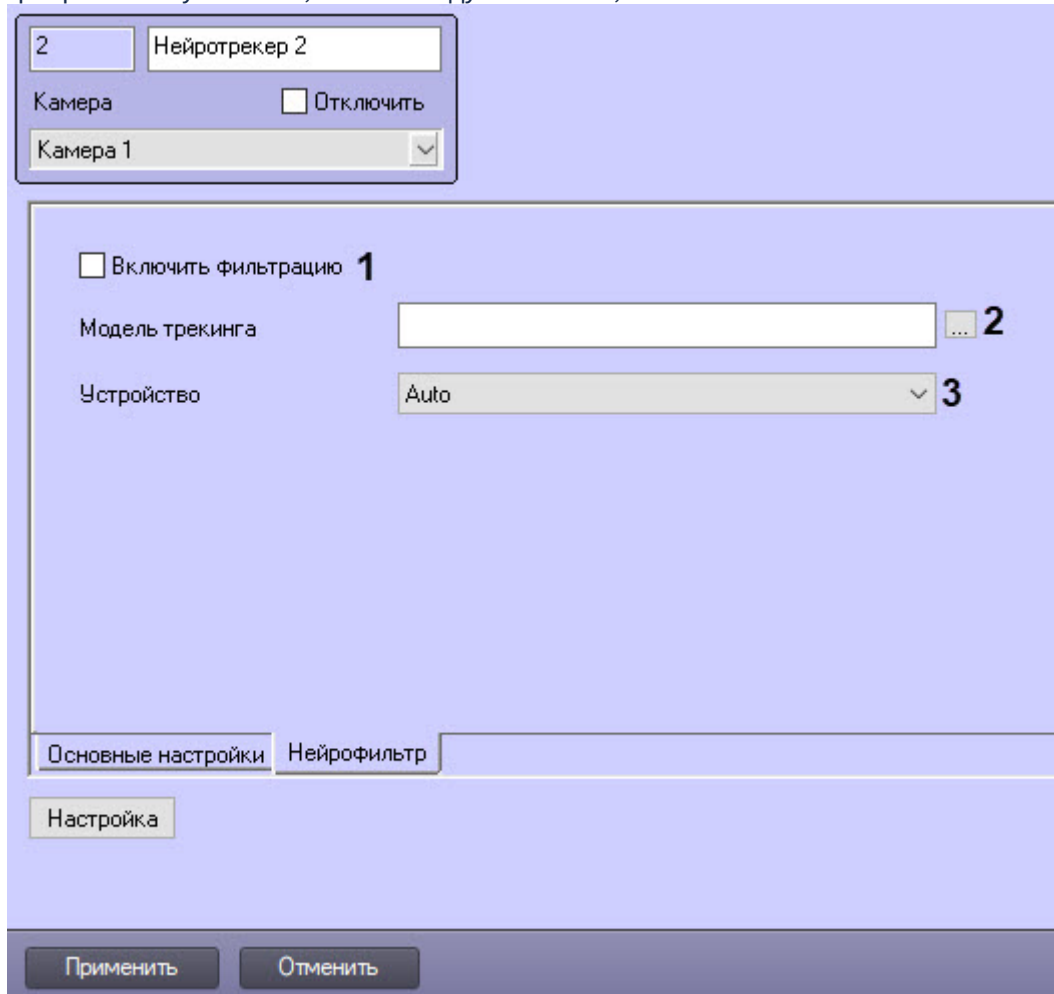 2
Нейротрекер 2
Камера
Отключить
Камера 1
Включить фильтрацию 1
Модель трекинга
... 2
Устройство
Auto
3
Основные настройки
Нейрофильтр
Настройка
Применить
Отменить